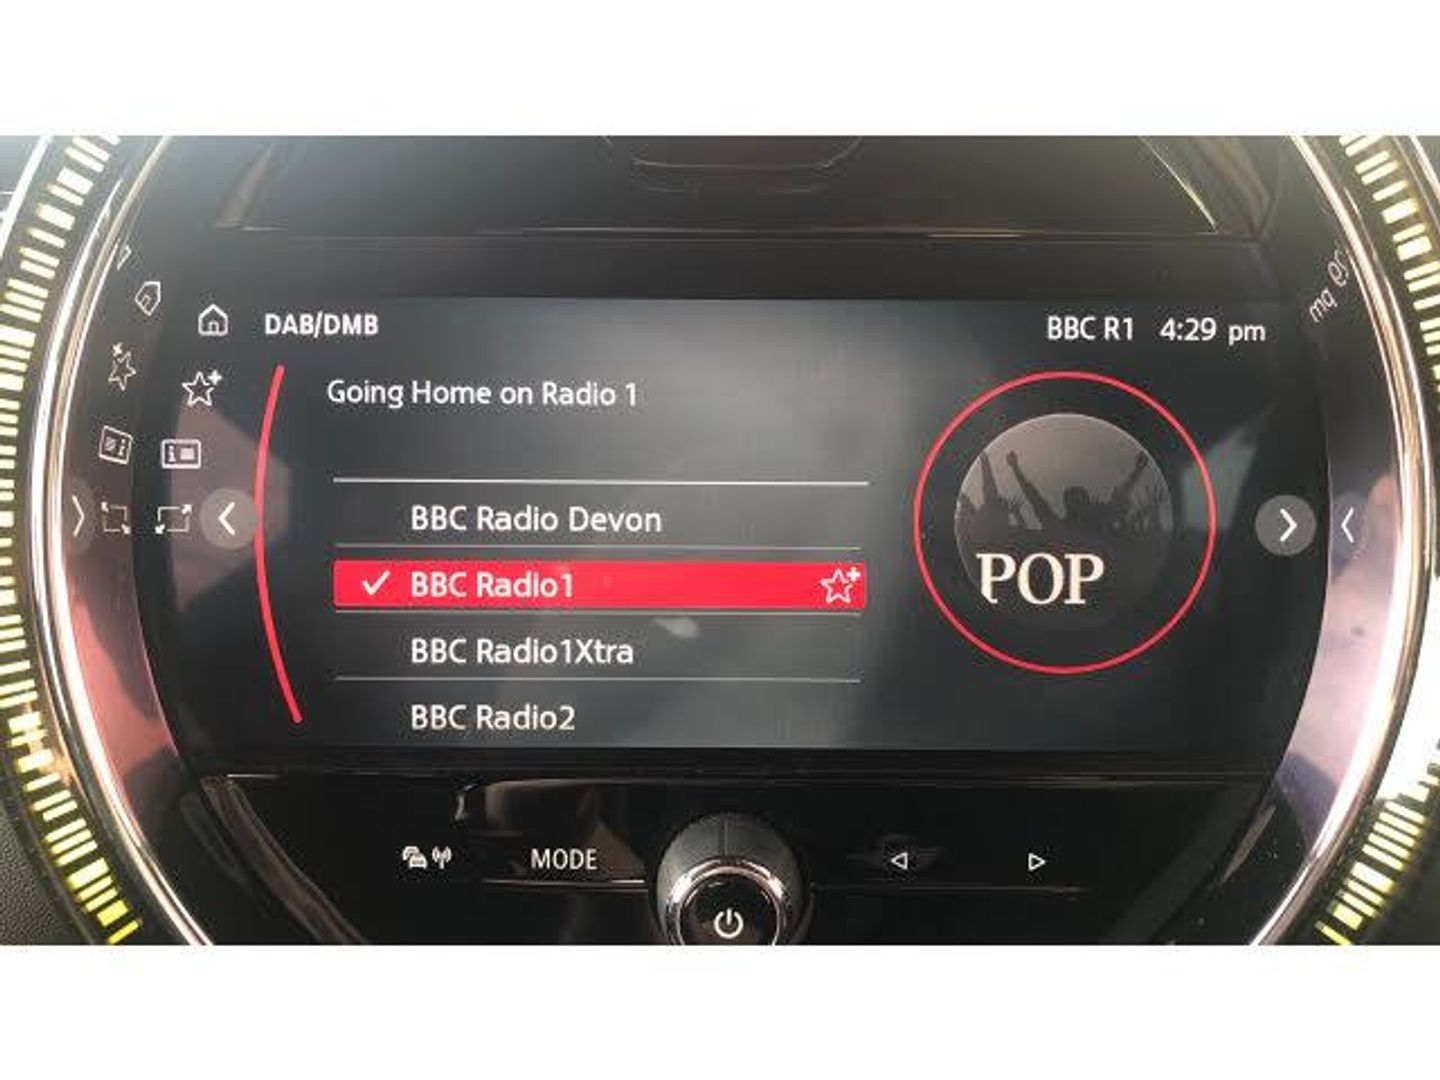 DAB/DMB
BBC R1 4:29 pm
Going Home on Radio 1
BBC Radio Devon
BBC Radio1
BBC Radio1Xtra
BBC Radio2
POP
MODE